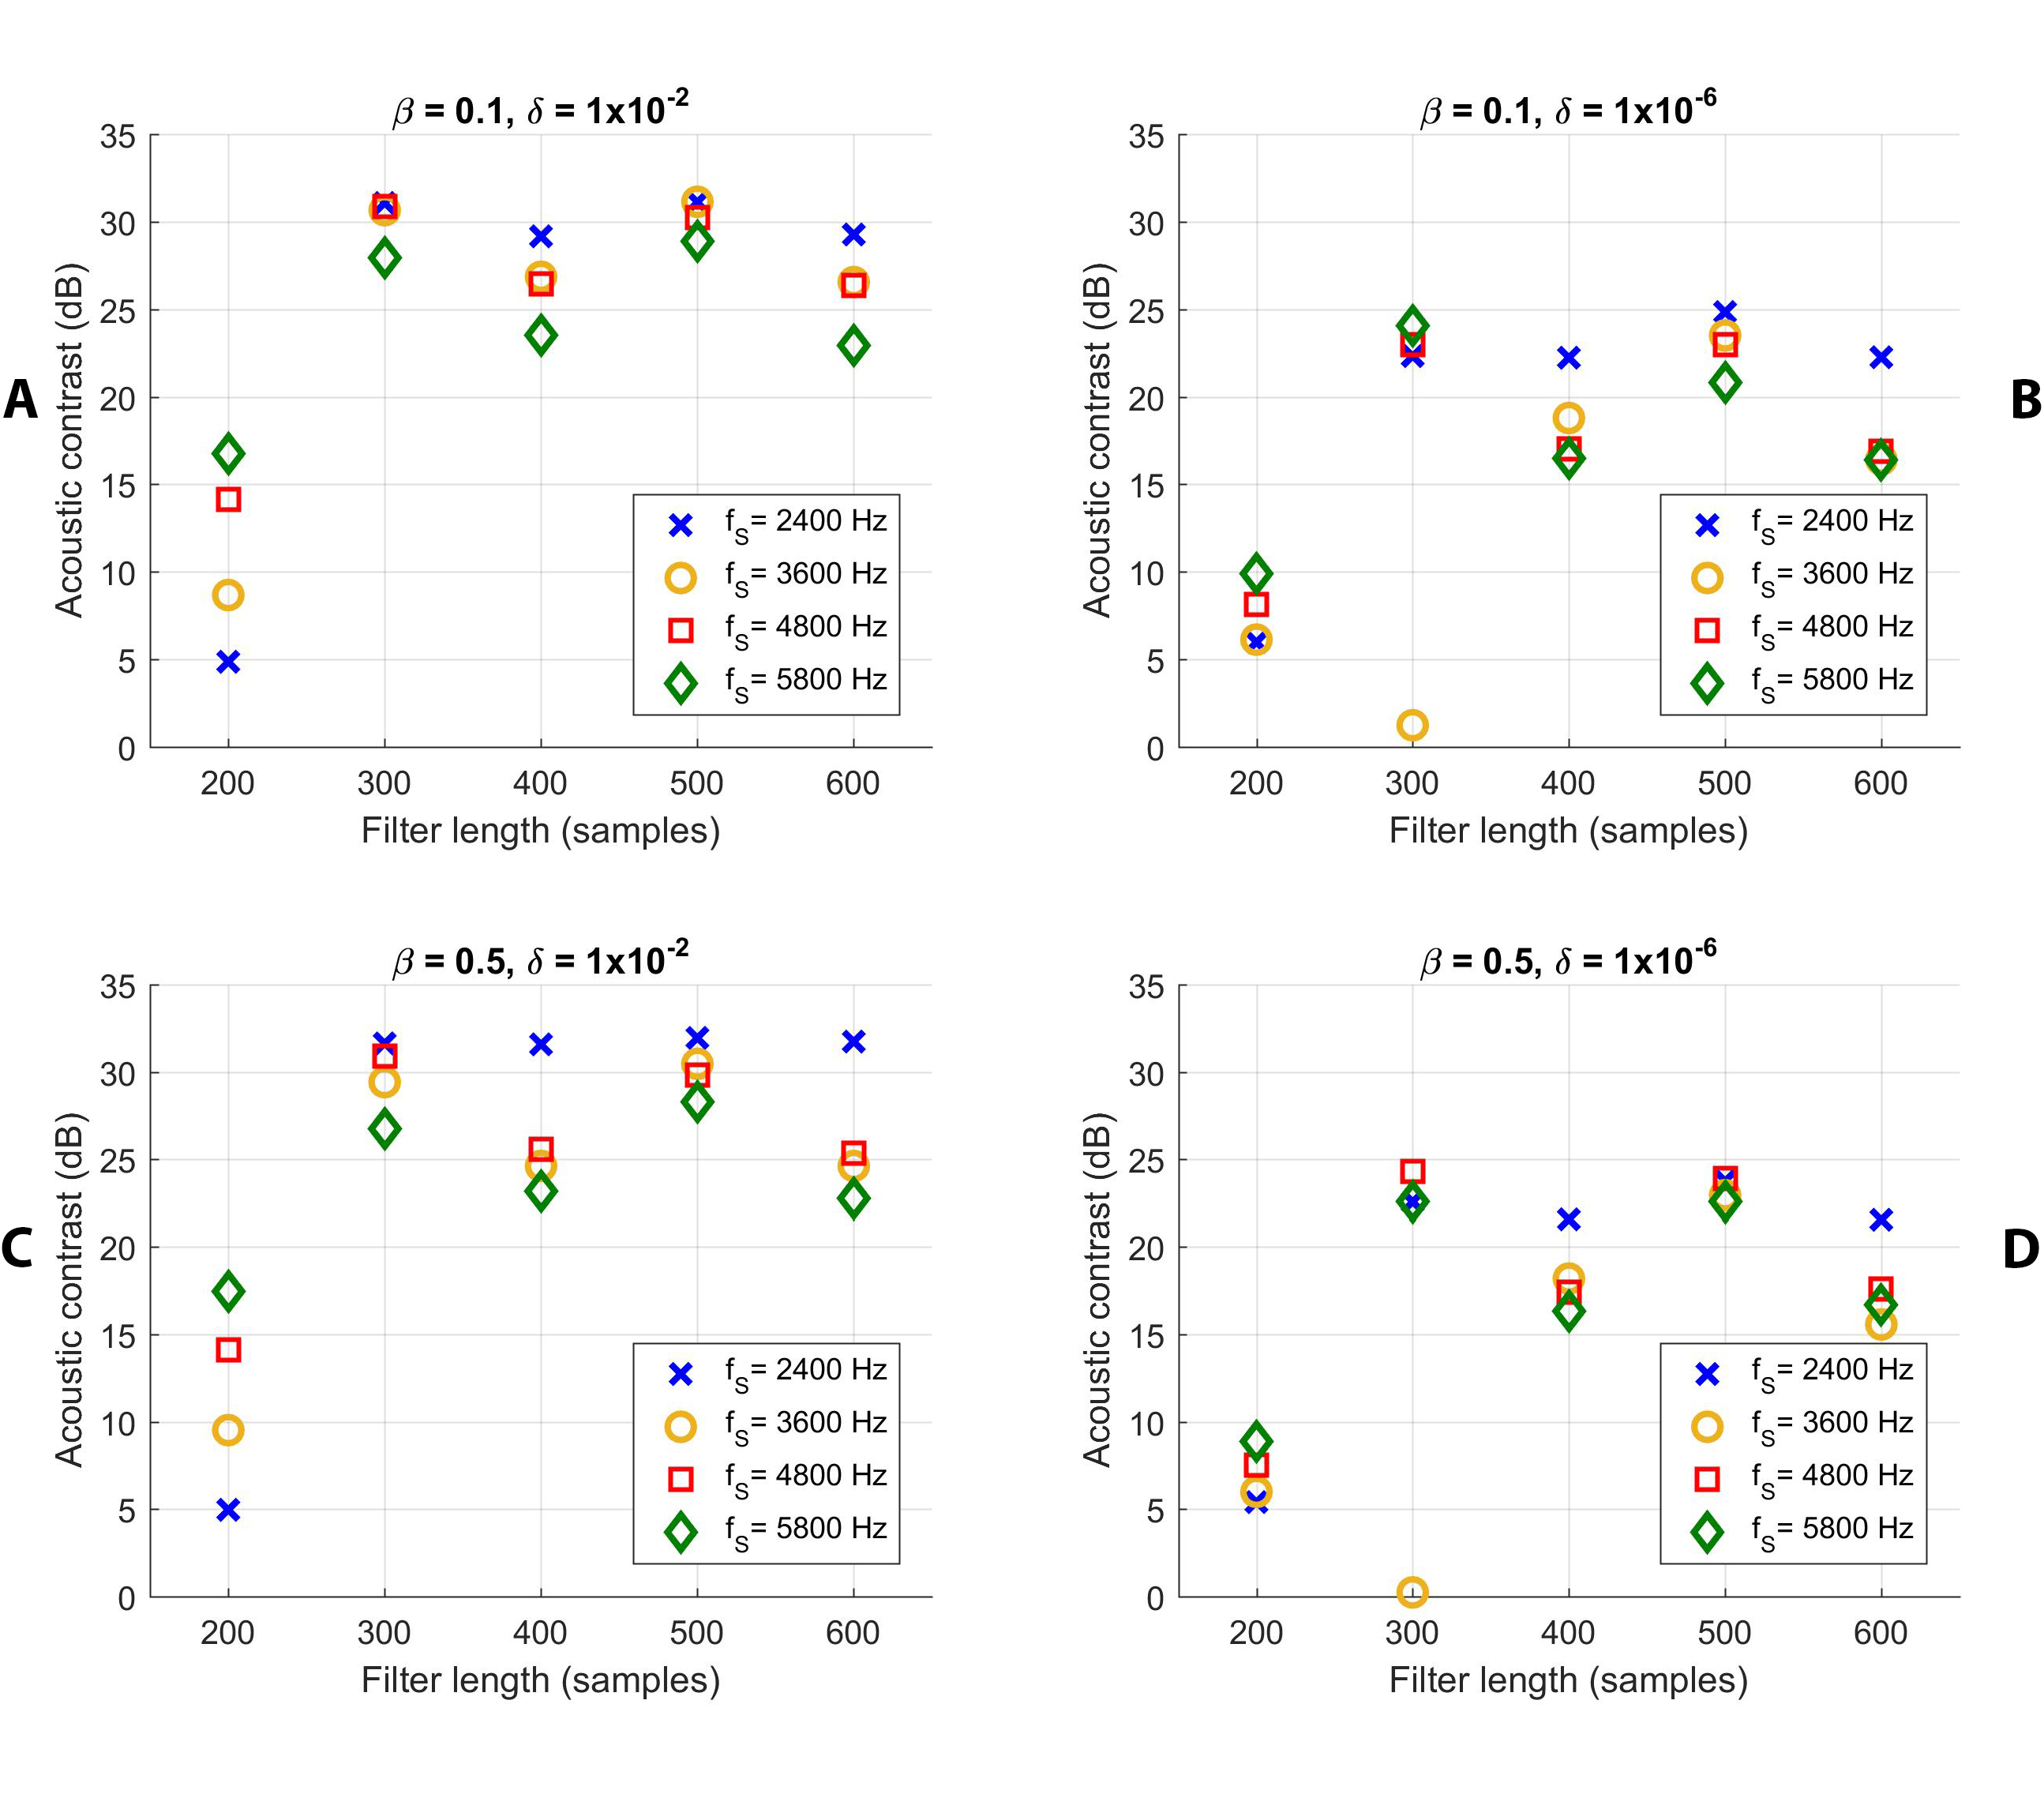 β = 0.1, δ = 1x10-2
35
30
25
20
15
10
5
0
Acoustic contrast (dB)
A
fS= 2400 Hz
fS= 3600 Hz
fS= 4800 Hz
fS= 5800 Hz
200 300 400 500 600
Filter length (samples)
β = 0.1, δ = 1x10-6
35
30
25
20
15
10
5
0
Acoustic contrast (dB)
B
fS= 2400 Hz
fS= 3600 Hz
fS= 4800 Hz
fS= 5800 Hz
200 300 400 500 600
Filter length (samples)
β = 0.5, δ = 1x10-2
35
30
25
20
15
10
5
0
Acoustic contrast (dB)
C
fS= 2400 Hz
fS= 3600 Hz
fS= 4800 Hz
fS= 5800 Hz
200 300 400 500 600
Filter length (samples)
β = 0.5, δ = 1x10-6
35
30
25
20
15
10
5
0
Acoustic contrast (dB)
D
fS= 2400 Hz
fS= 3600 Hz
fS= 4800 Hz
fS= 5800 Hz
200 300 400 500 600
Filter length (samples)